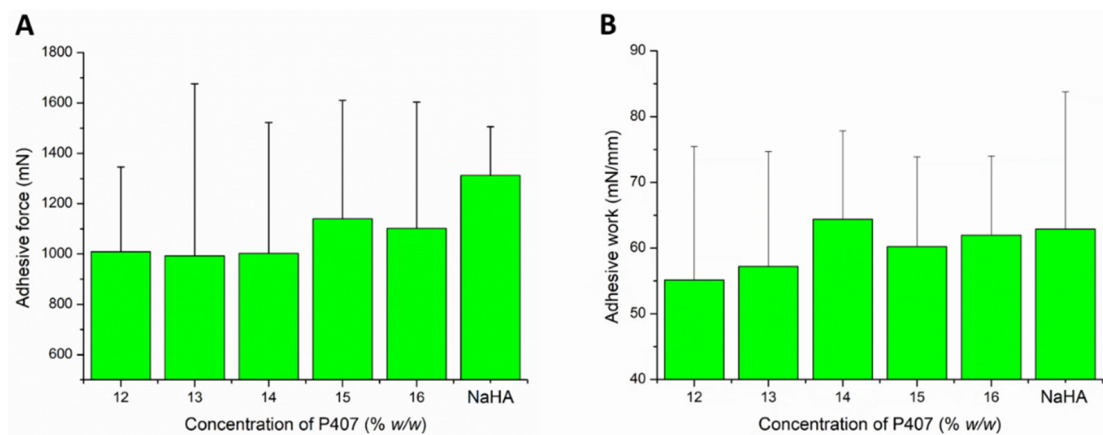 A
Adhesive force (mN)
1800
1600
1400
1200
1000
800
600
12 13 14 15 16 NaHA
Concentration of P407 (% w/w)
B
Adhesive work (mN/mm)
90
80
70
60
50
40
12 13 14 15 16 NaHA
Concentration of P407 (% w/w)